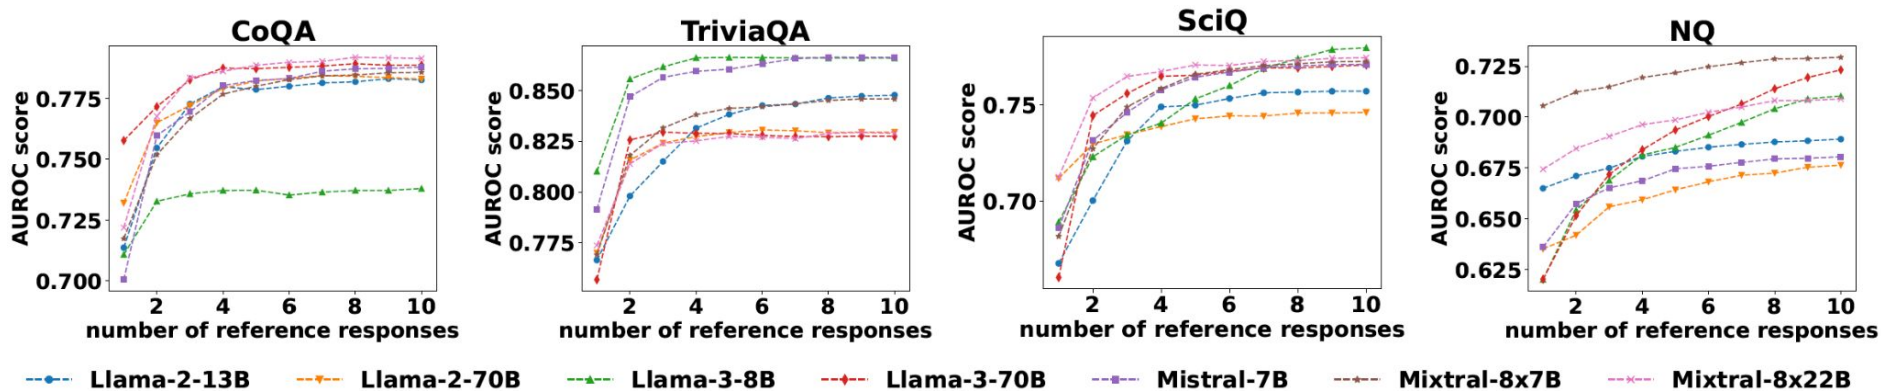 CoQA
AUROC score
0.775
0.750
0.725
0.700
2 4 6 8 10
number of reference responses
TriviaQA
AUROC score
0.850
0.825
0.800
0.775
2 4 6 8 10
number of reference responses
SciQ
AUROC score
0.75
0.70
2 4 6 8 10
number of reference responses
NQ
AUROC score
0.725
0.700
0.675
0.650
0.625
2 4 6 8 10
number of reference responses
Llama-2-13B Llama-2-70B Llama-3-8B Llama-3-70B Mistral-7B Mixtral-8x7B Mixtral-8x22B